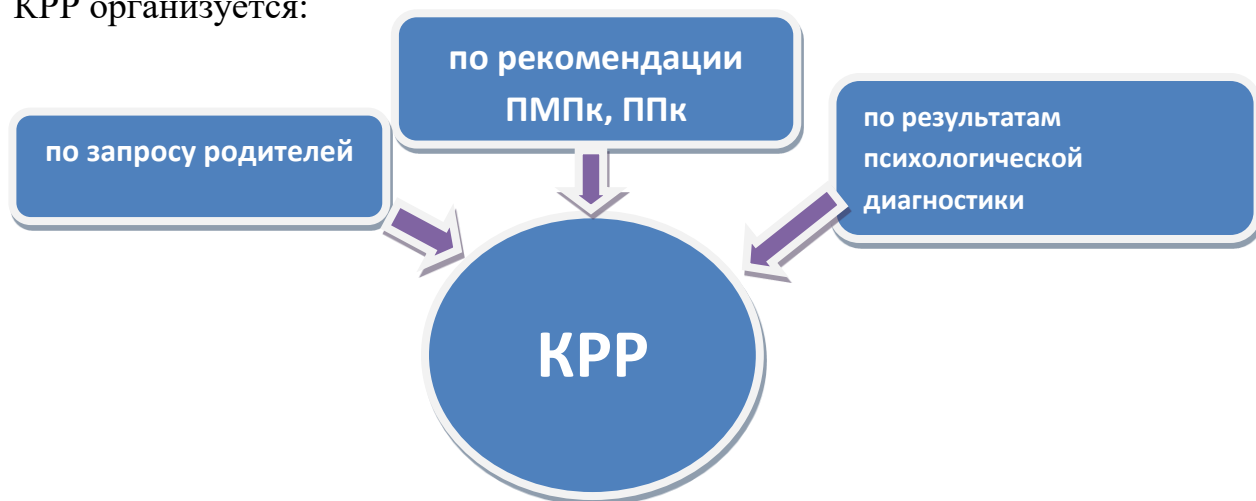 КРР организуется:
по запросу родителей
по рекомендации
ПМПк, ППк
по результатам
психологической
диагностики
КРР